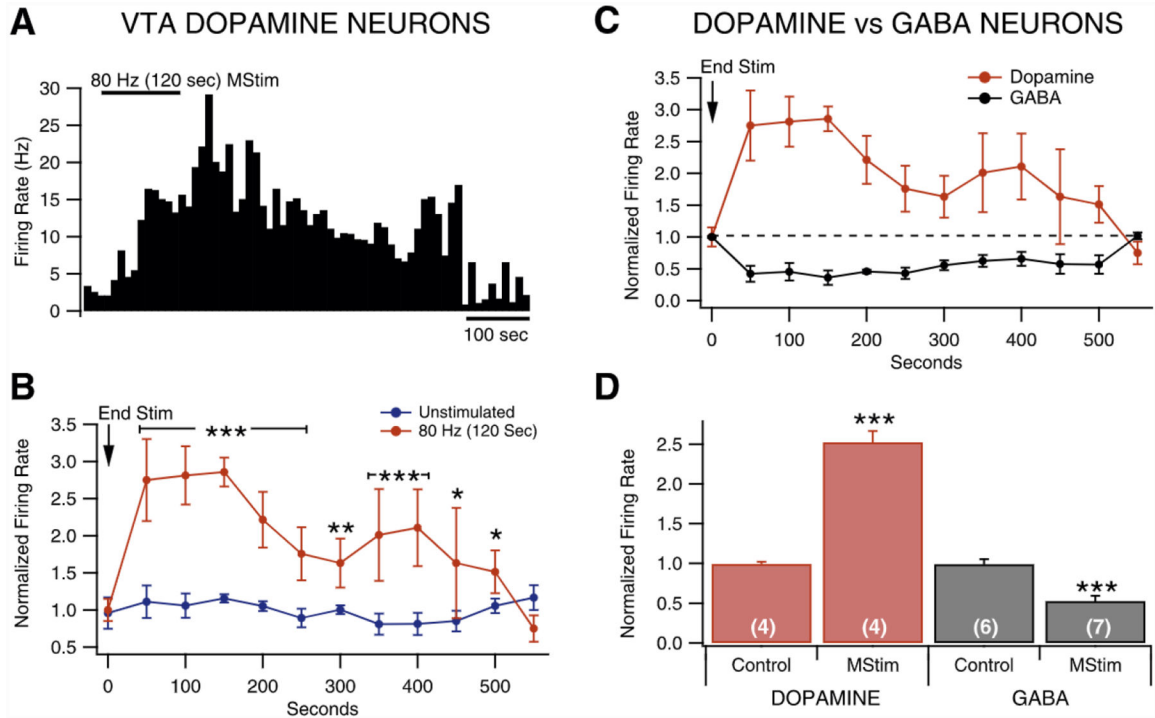 A
VTA DOPAMINE NEURONS
80 Hz (120 sec) MStim
Firing Rate (Hz)
30
25
20
15
10
5
0
100 sec
B
End Stim
Unstimulated
80 Hz (120 Sec)
Normalized Firing Rate
3.5
3.0
2.5
2.0
1.5
1.0
0.5
***
**
***
*
*
0 100 200 300 400 500
Seconds
C
DOPAMINE vs GABA NEURONS
End Stim
Dopamine
GABA
Normalized Firing Rate
3.5
3.0
2.5
2.0
1.5
1.0
0.5
0.0
0 100 200 300 400 500
Seconds
D
Normalized Firing Rate
2.5
2.0
1.5
1.0
0.5
0.0
***
***
(4) (4) (6) (7)
Control MStim Control MStim
DOPAMINE GABA